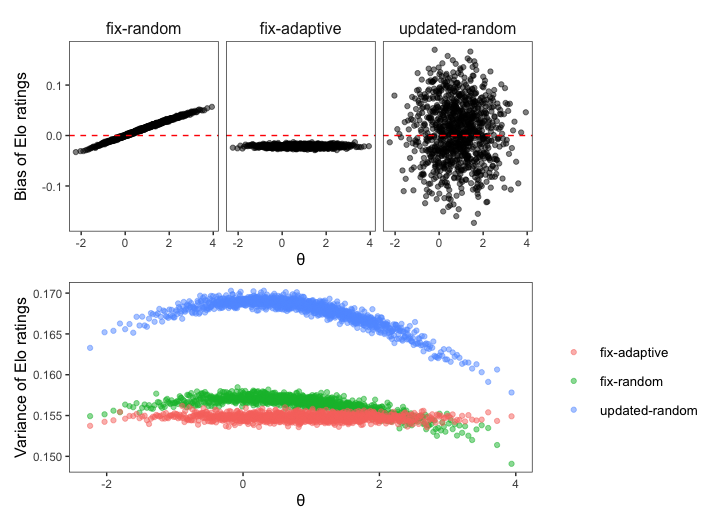 fix-random fix-adaptive updated-random
Bias of Elo ratings
0.1
0.0
-0.1
-2 0 2 4 -2 0 2 4 -2 0 2 4
θ
Variance of Elo ratings
0.170
0.165
0.160
0.155
0.150
-2 0 2 4
θ
fix-adaptive
fix-random
updated-random